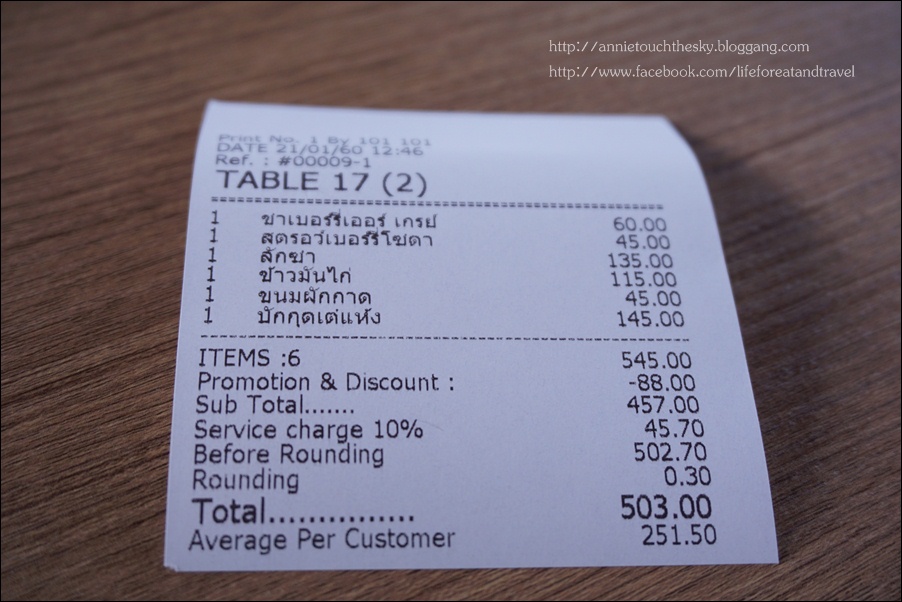 http://annietouchthesky.bloggang.com
http://www.facebook.com/lifeforeatandtravel
Print No. 1 By 101 101
DATE 21/01/60 12:46
Ref. : #00009-1
TABLE 17 (2)
1 ชาเบอร์รี่เออร์ เกรย์ 60.00
1 สตรอว์เบอร์รี่โซดา 45.00
1 ลักซา 135.00
1 ข้าวมันไก่ 115.00
1 ขนมผักกาด 45.00
1 บักกุดเต๋แห้ง 145.00
ITEMS :6 545.00
Promotion & Discount : -88.00
Sub Total....... 457.00
Service charge 10% 45.70
Before Rounding 502.70
Rounding 0.30
Total............... 503.00
Average Per Customer 251.50